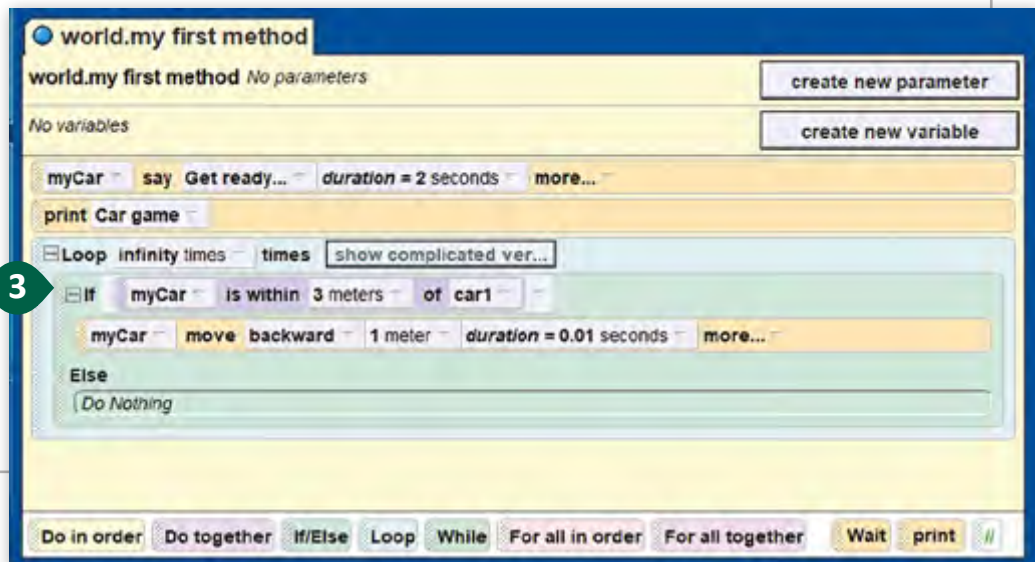 world.my first method
world.my first method No parameters create new parameter
No variables create new variable
myCar say Get ready... duration = 2 seconds more...
print Car game
Loop infinity times times show complicated ver...
3
If myCar is within 3 meters of car1
myCar move backward 1 meter duration = 0.01 seconds more...
Else
Do Nothing
Do in order Do together If/Else Loop While For all in order For all together Wait print //